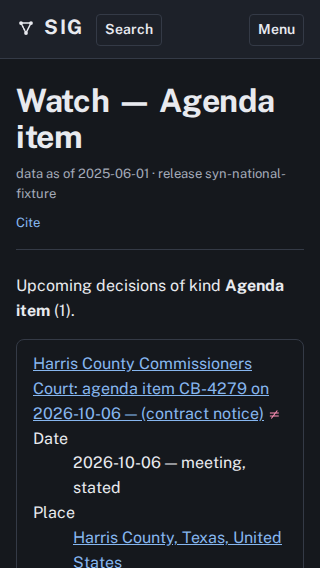 SIG
Search
Menu
Watch — Agenda
item
data as of 2025-06-01 · release syn-national-
fixture
Cite
Upcoming decisions of kind Agenda
item (1).
Harris County Commissioners
Court: agenda item CB-4279 on
2026-10-06 — (contract notice) ≠
Date
2026-10-06 — meeting,
stated
Place
Harris County, Texas, United
States